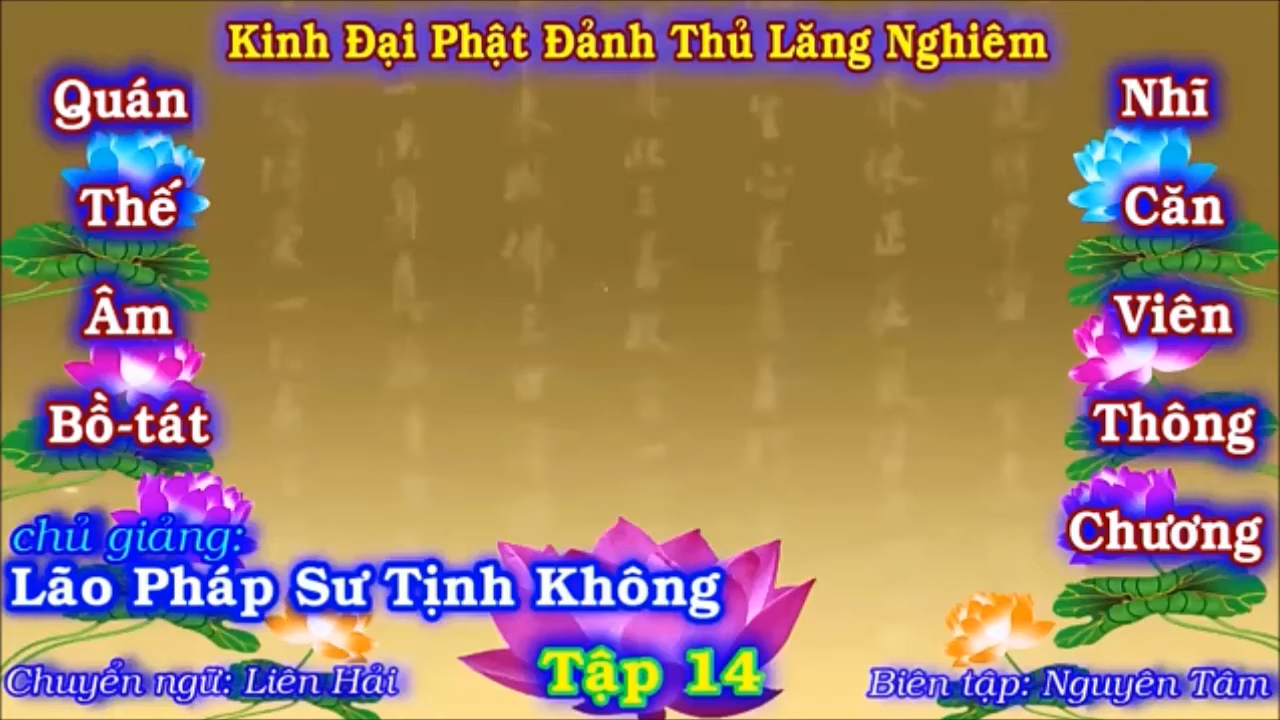 Kinh Đại Phật Đảnh Thủ Lăng Nghiêm
Quán
Thế
Âm
Bồ-tát
Nhĩ
Căn
Viên
Thông
Chương
chủ giảng:
Lão Pháp Sư Tịnh Không
Tập 14
Chuyển ngữ: Liên Hải
Biên tập: Nguyên Tâm